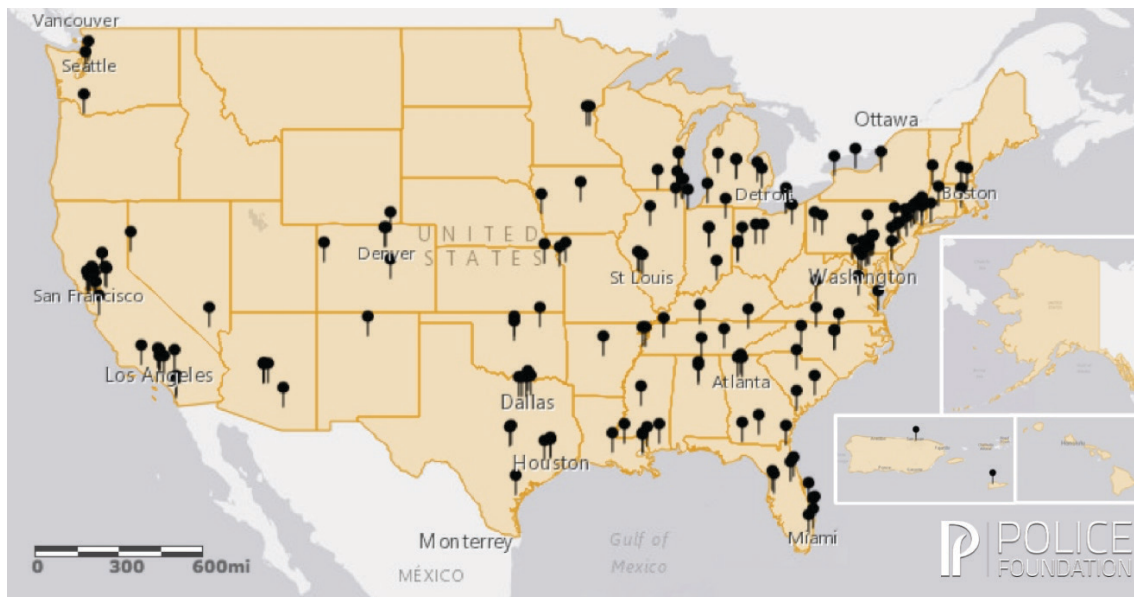 Vancouver
Seattle
Ottawa
Boston
Detroit
UNITED
STATES
Denver
St Louis
Washington
San Francisco
Los Angeles
Atlanta
Dallas
Houston
Miami
Monterrey
MÉXICO
Gulf of
Mexico
0 300 600mi
POLICE
FOUNDATION